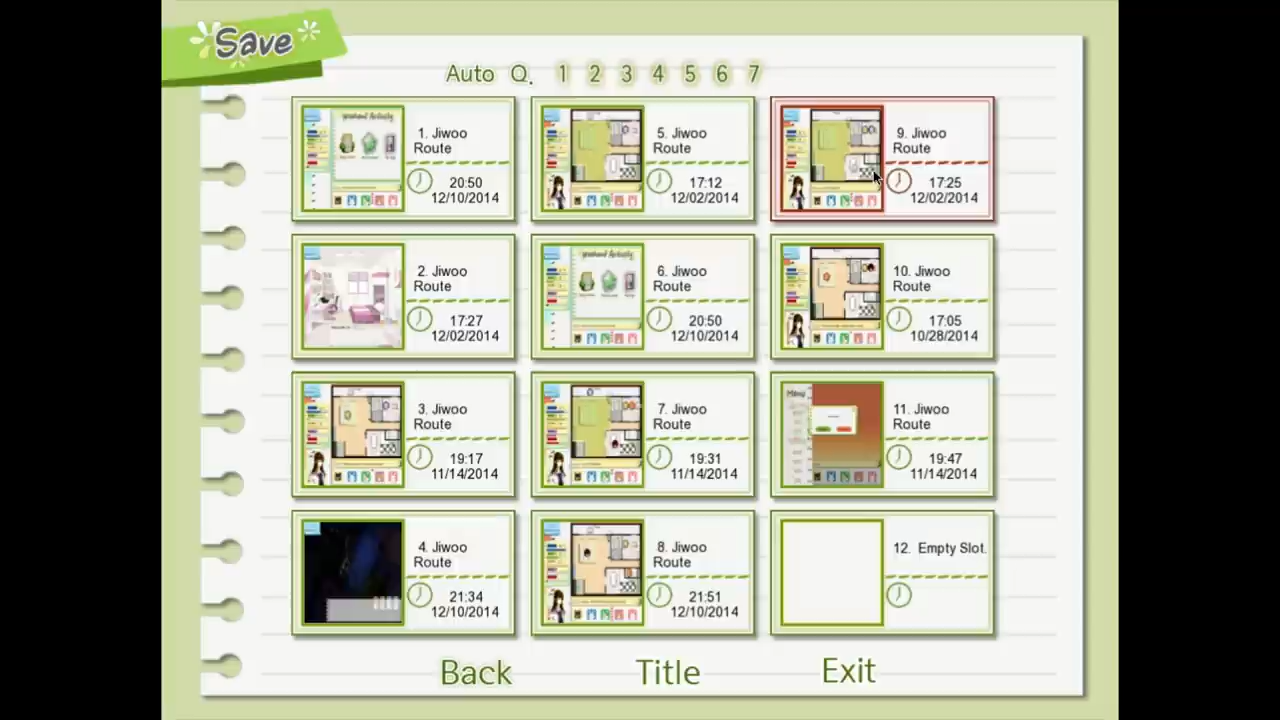 Save
Auto Q. 1 2 3 4 5 6 7
1. Jiwoo
Route
20:50
12/10/2014
5. Jiwoo
Route
17:12
12/02/2014
9. Jiwoo
Route
17:25
12/02/2014
2. Jiwoo
Route
17:27
12/02/2014
6. Jiwoo
Route
20:50
12/10/2014
10. Jiwoo
Route
17:05
10/28/2014
3. Jiwoo
Route
19:17
11/14/2014
7. Jiwoo
Route
19:31
11/14/2014
11. Jiwoo
Route
19:47
11/14/2014
Menu
4. Jiwoo
Route
21:34
12/10/2014
8. Jiwoo
Route
21:51
12/10/2014
12. Empty Slot.
Back Title Exit